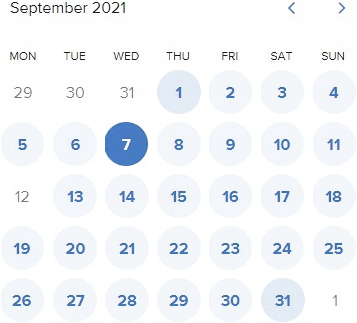 September 2021
MON TUE WED THU FRI SAT SUN
29 30 31 1 2 3 4
5 6 7 8 9 10 11
12 13 14 15 16 17 18
19 20 21 22 23 24 25
26 27 28 29 30 31 1